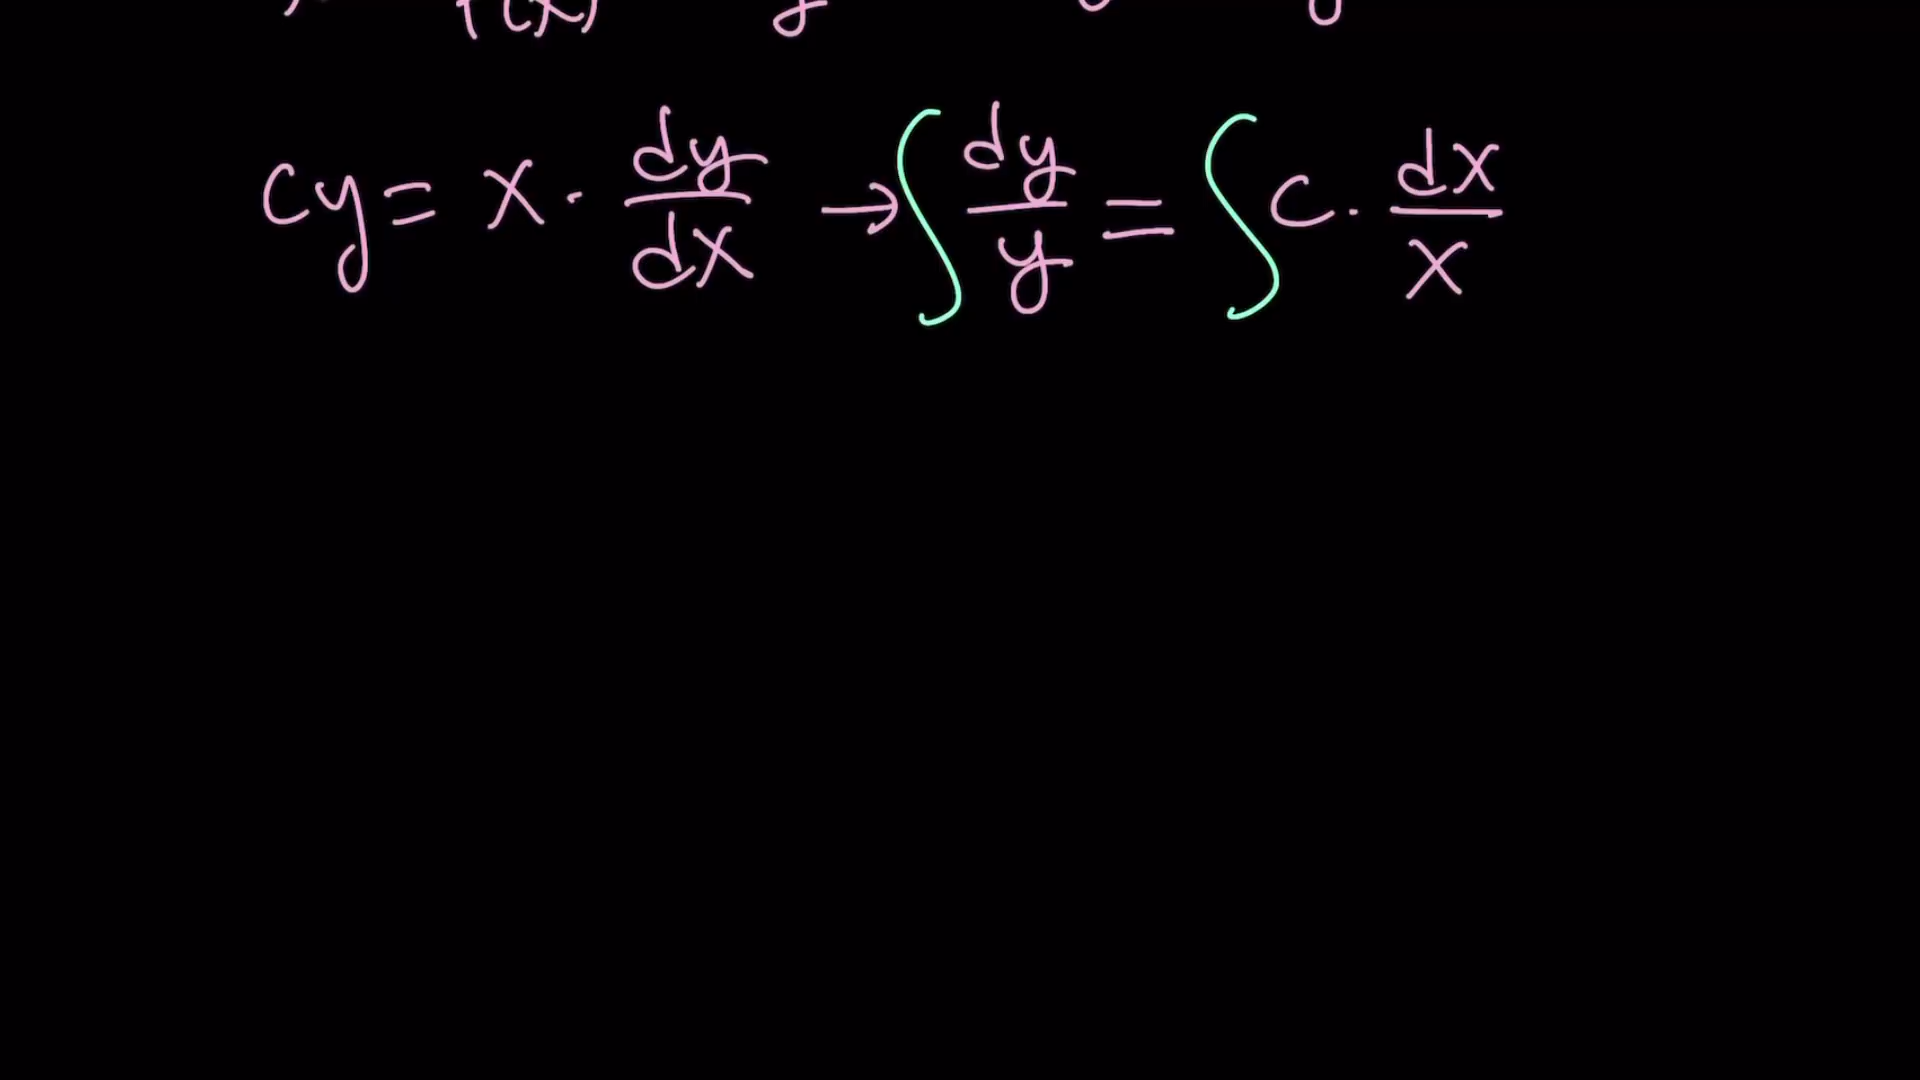 f(x) y
cy = x · dy/dx → ∫ dy/y = ∫ c · dx/x